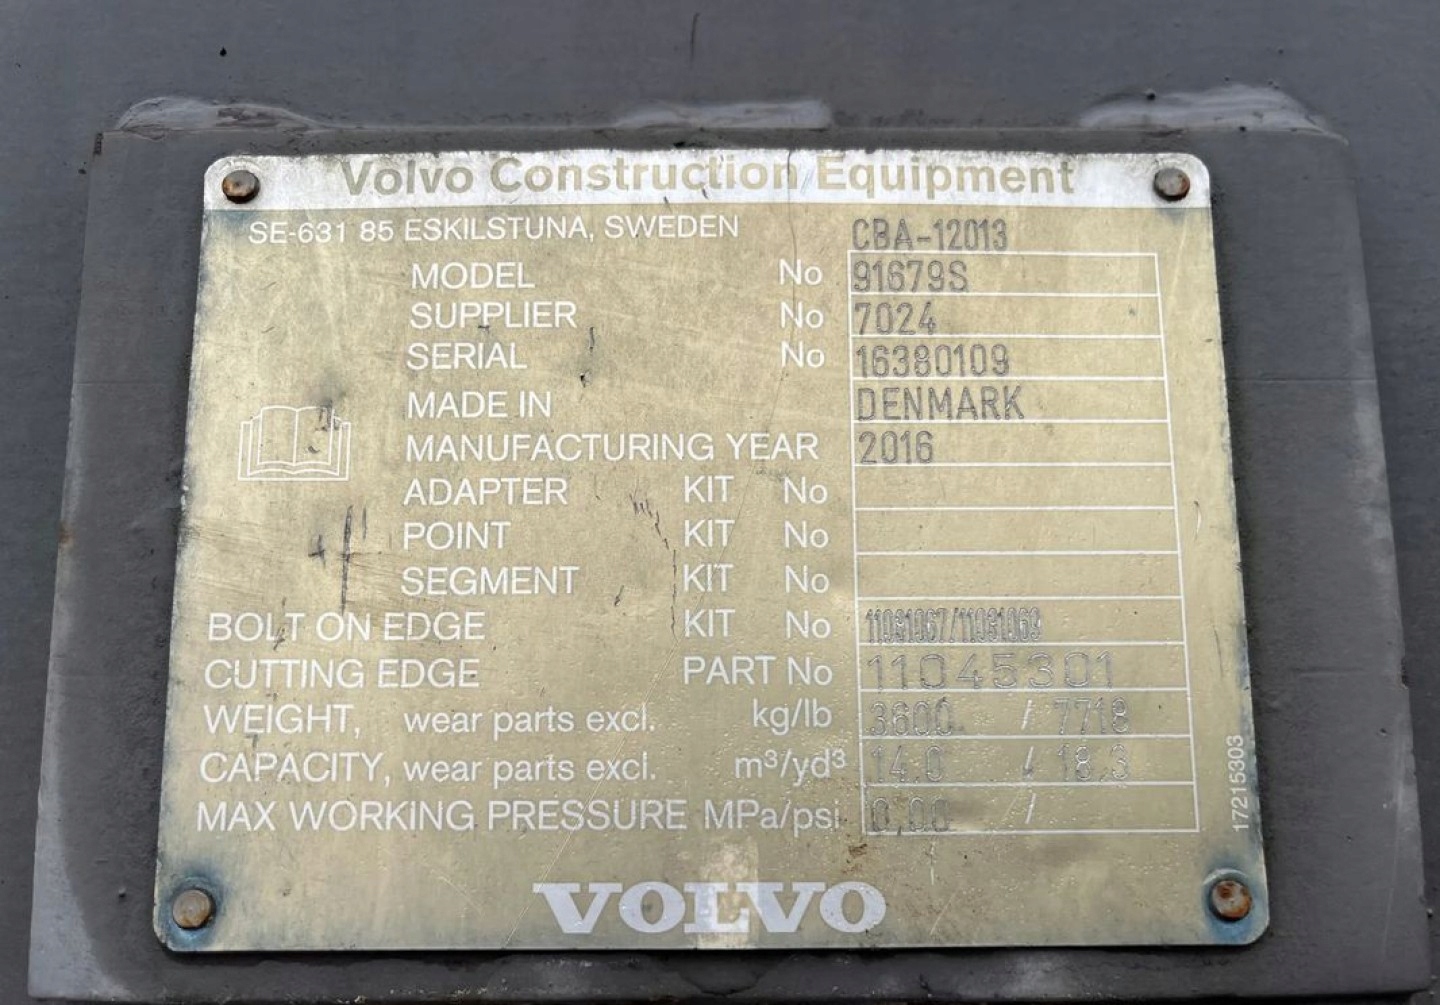 Volvo Construction Equipment
SE-631 85 ESKILSTUNA, SWEDEN CBA-12013
MODEL No 91679S
SUPPLIER No 7024
SERIAL No 16380109
MADE IN DENMARK
MANUFACTURING YEAR 2016
ADAPTER KIT No
POINT KIT No
SEGMENT KIT No
BOLT ON EDGE KIT No 11091067/11091069
CUTTING EDGE PART No 11045301
WEIGHT, wear parts excl. kg/lb 3600. / 7718
CAPACITY, wear parts excl. m³/yd³ 14.0 / 18,3
MAX WORKING PRESSURE MPa/psi 0,00 /
17215303
VOLVO